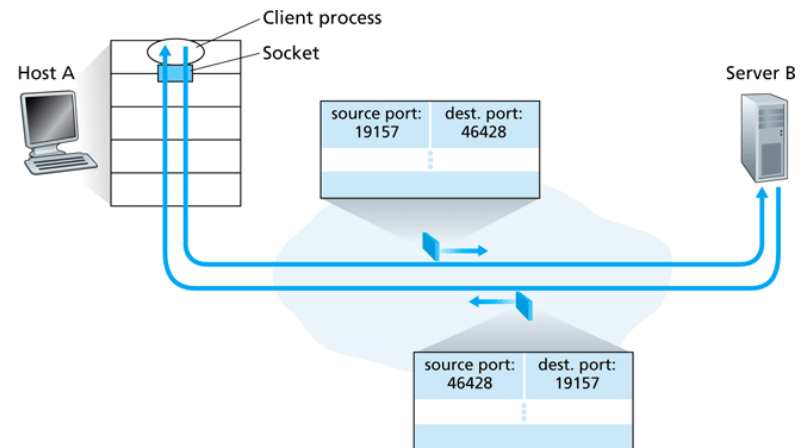 Client process
Socket
Host A
Server B
source port: dest. port:
19157 46428
source port: dest. port:
46428 19157